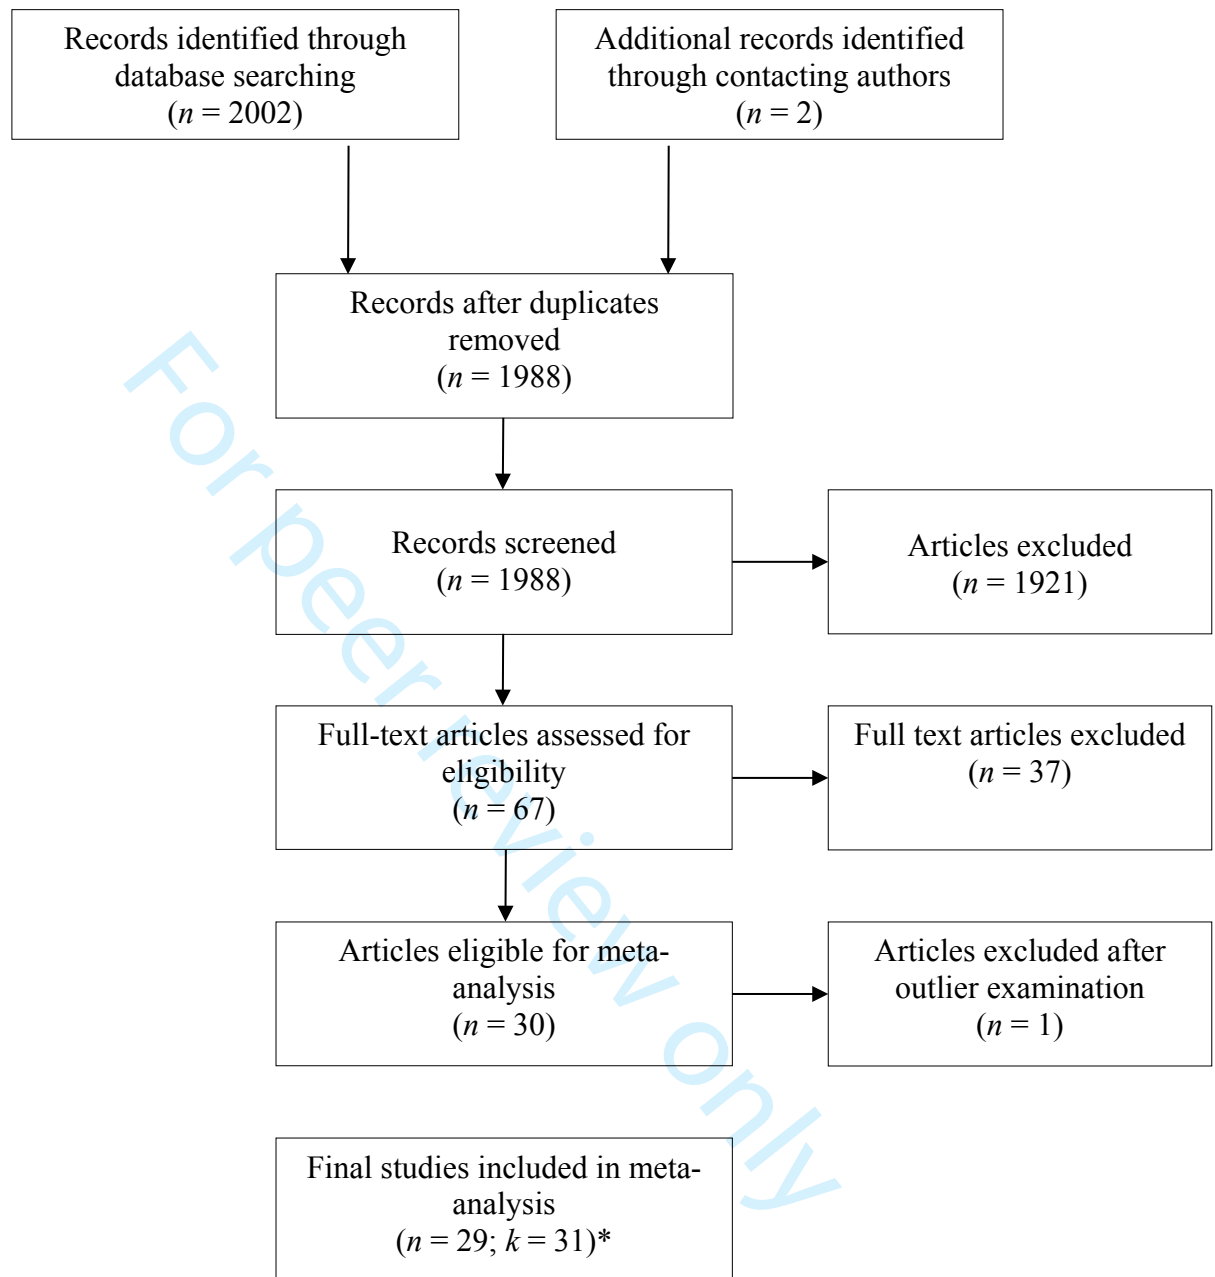 Records identified through
database searching
(n = 2002)
Additional records identified
through contacting authors
(n = 2)
Records after duplicates
removed
(n = 1988)
Records screened
(n = 1988)
Articles excluded
(n = 1921)
Full-text articles assessed for
eligibility
(n = 67)
Full text articles excluded
(n = 37)
Articles eligible for meta-
analysis
(n = 30)
Articles excluded after
outlier examination
(n = 1)
Final studies included in meta-
analysis
(n = 29; k = 31)*
For peer review only